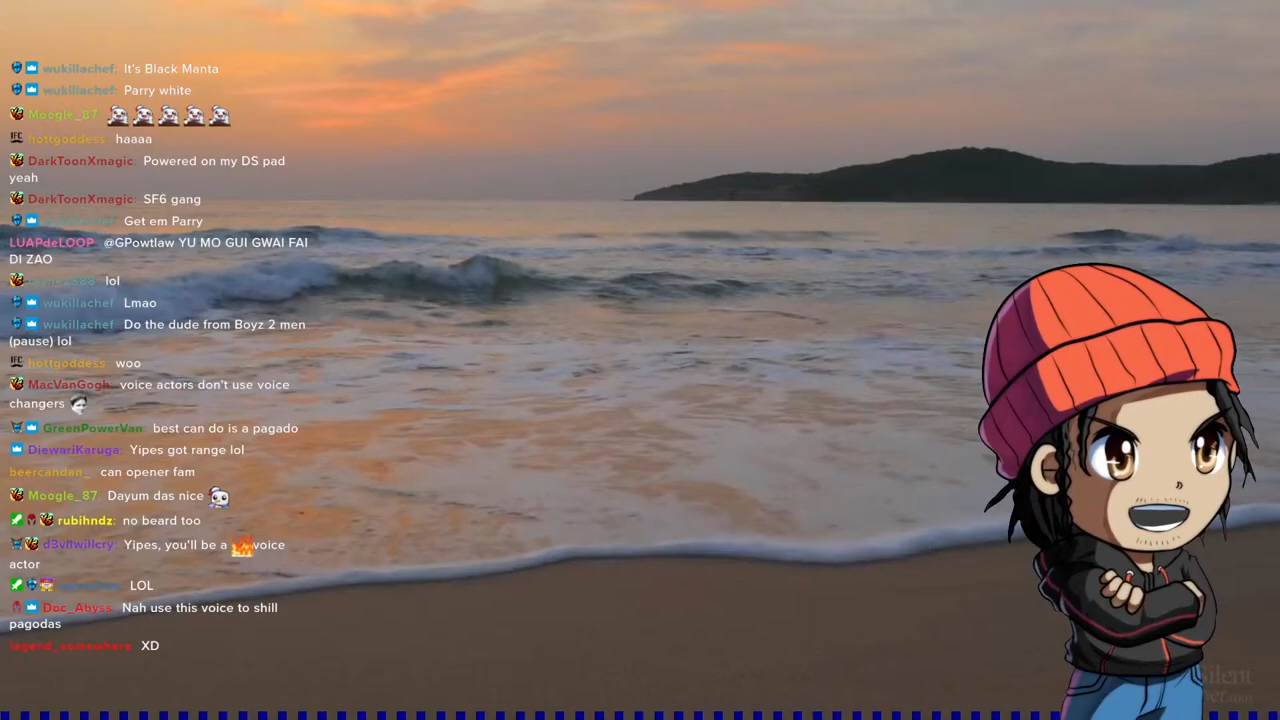 wukillachef: It's Black Manta
wukillachef: Parry white
Moogle_87
hottgoddess: haaaa
DarkToonXmagic: Powered on my DS pad
yeah
DarkToonXmagic: SF6 gang
wukillachef: Get em Parry
LUAPdeLOOP: @GPowtlaw YU MO GUI GWAI FAI
DI ZAO
lol
wukillachef: Lmao
wukillachef: Do the dude from Boyz 2 men
(pause) lol
hottgoddess: woo
MacVanGogh: voice actors don't use voice
changers
GreenPowerVan: best can do is a pagado
DiewariKaruga: Yipes got range lol
beercandan_: can opener fam
Moogle_87: Dayum das nice
rubihndz: no beard too
d3vilwillcry: Yipes, you'll be a voice
actor
LOL
Doc_Abyss: Nah use this voice to shill
pagodas
legend_somewhere: XD
Silent